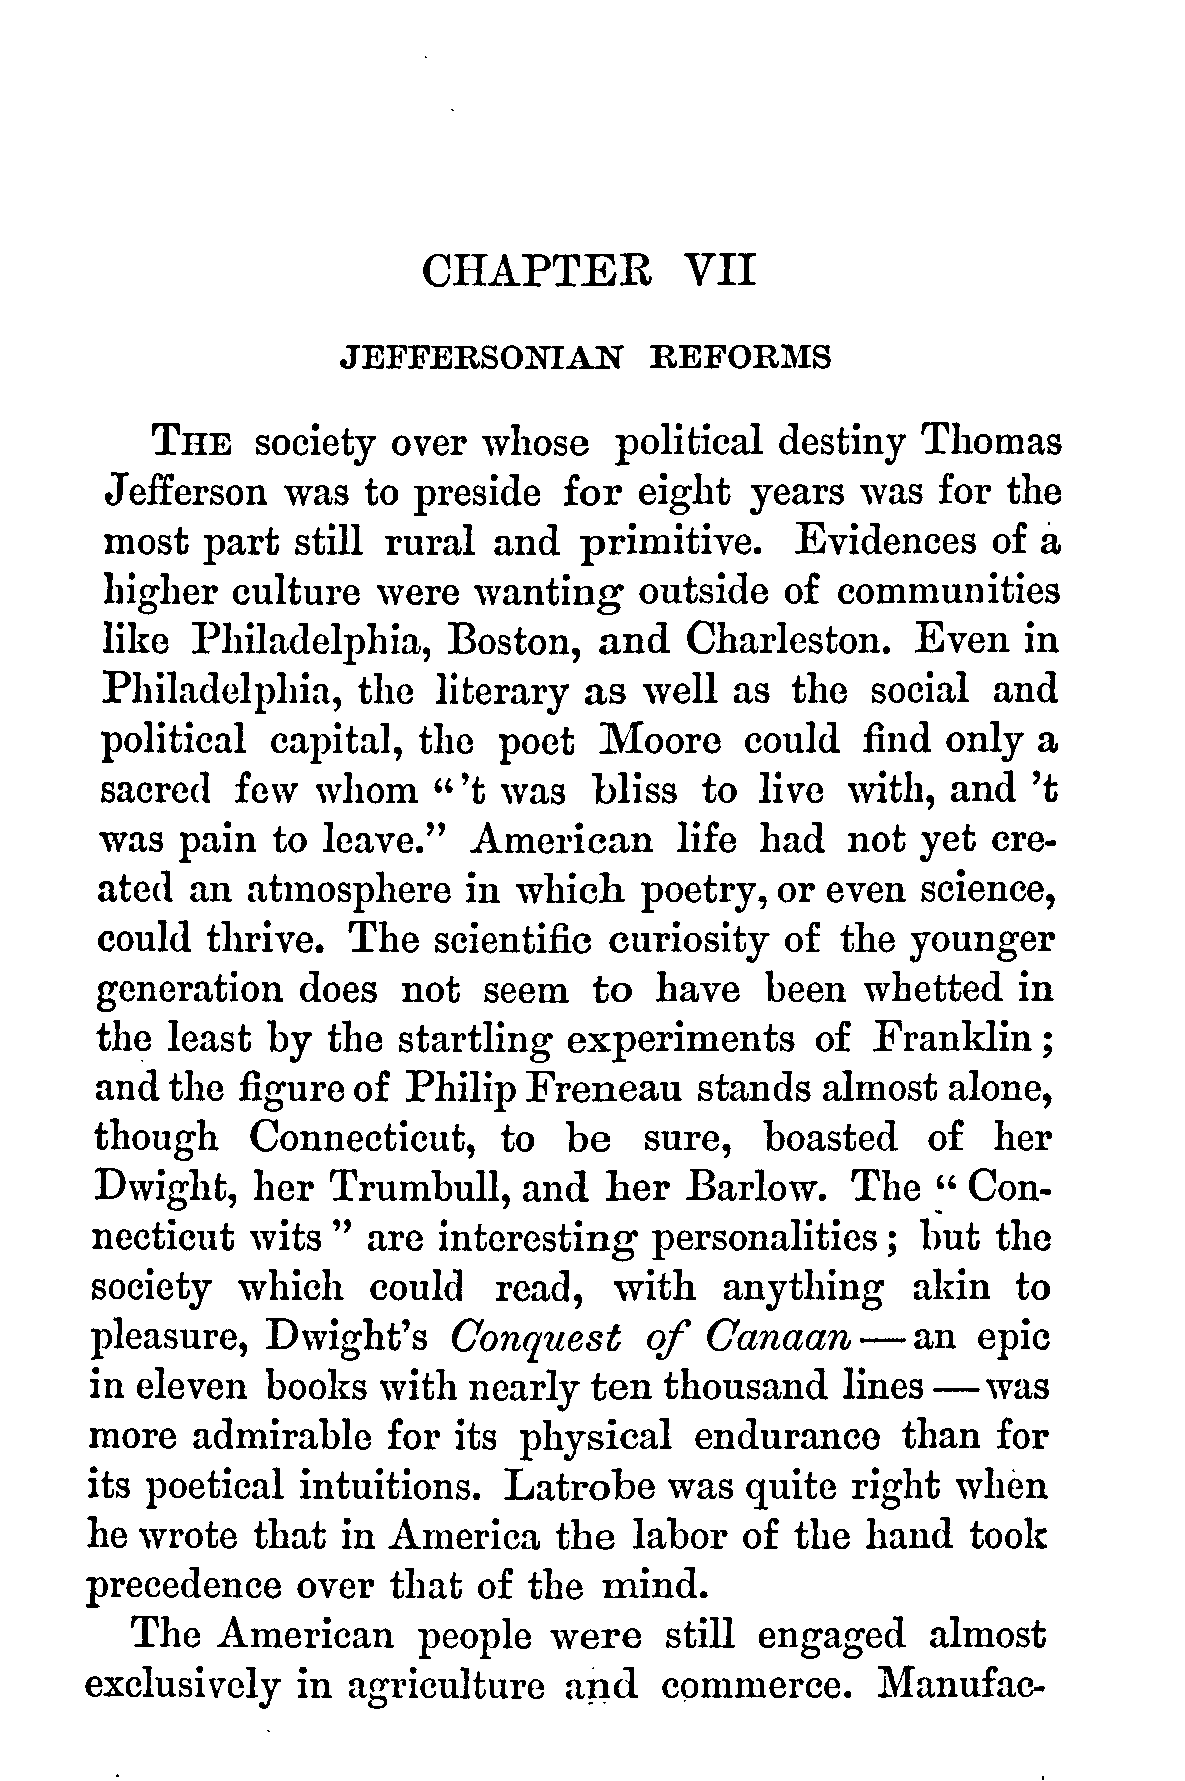 CHAPTER VII
JEFFERSONIAN REFORMS
THE society over whose political destiny Thomas
Jefferson was to preside for eight years was for the
most part still rural and primitive. Evidences of a
higher culture were wanting outside of communities
like Philadelphia, Boston, and Charleston. Even in
Philadelphia, the literary as well as the social and
political capital, the poet Moore could find only a
sacred few whom "'t was bliss to live with, and 't
was pain to leave." American life had not yet cre-
ated an atmosphere in which poetry, or even science,
could thrive. The scientific curiosity of the younger
generation does not seem to have been whetted in
the least by the startling experiments of Franklin;
and the figure of Philip Freneau stands almost alone,
though Connecticut, to be sure, boasted of her
Dwight, her Trumbull, and her Barlow. The "Con-
necticut wits" are interesting personalities; but the
society which could read, with anything akin to
pleasure, Dwight's Conquest of Canaan — an epic
in eleven books with nearly ten thousand lines — was
more admirable for its physical endurance than for
its poetical intuitions. Latrobe was quite right when
he wrote that in America the labor of the hand took
precedence over that of the mind.
The American people were still engaged almost
exclusively in agriculture and commerce. Manufac-